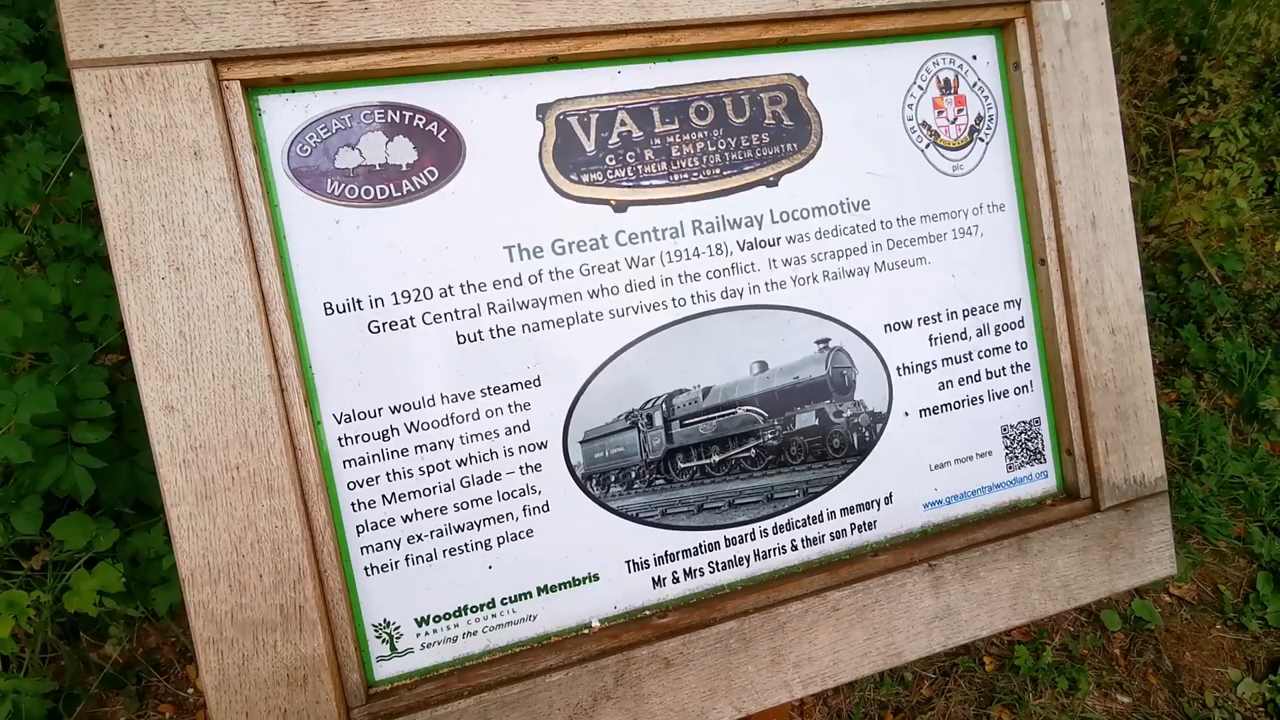 GREAT CENTRAL
WOODLAND
VALOUR
IN MEMORY OF
G.C.R. EMPLOYEES
WHO GAVE THEIR LIVES FOR THEIR COUNTRY
1914 – 1918
GREAT CENTRAL RAILWAY
FORWARD
plc
The Great Central Railway Locomotive
Built in 1920 at the end of the Great War (1914-18), Valour was dedicated to the memory of the
Great Central Railwaymen who died in the conflict. It was scrapped in December 1947,
but the nameplate survives to this day in the York Railway Museum.
Valour would have steamed
through Woodford on the
mainline many times and
over this spot which is now
the Memorial Glade – the
place where some locals,
many ex-railwaymen, find
their final resting place
GREAT CENTRAL
now rest in peace my
friend, all good
things must come to
an end but the
memories live on!
Learn more here
www.greatcentralwoodland.org
This information board is dedicated in memory of
Mr & Mrs Stanley Harris & their son Peter
Woodford cum Membris
PARISH COUNCIL
Serving the Community